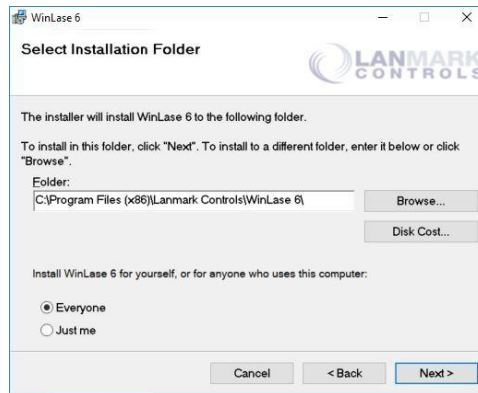 WinLase 6
Select Installation Folder
LANMARK
CONTROLS
The installer will install WinLase 6 to the following folder.
To install in this folder, click "Next". To install to a different folder, enter it below or click
"Browse".
Folder:
C:\Program Files (x86)\Lanmark Controls\WinLase 6\
Browse...
Disk Cost...
Install WinLase 6 for yourself, or for anyone who uses this computer:
Everyone
Just me
Cancel
< Back
Next >